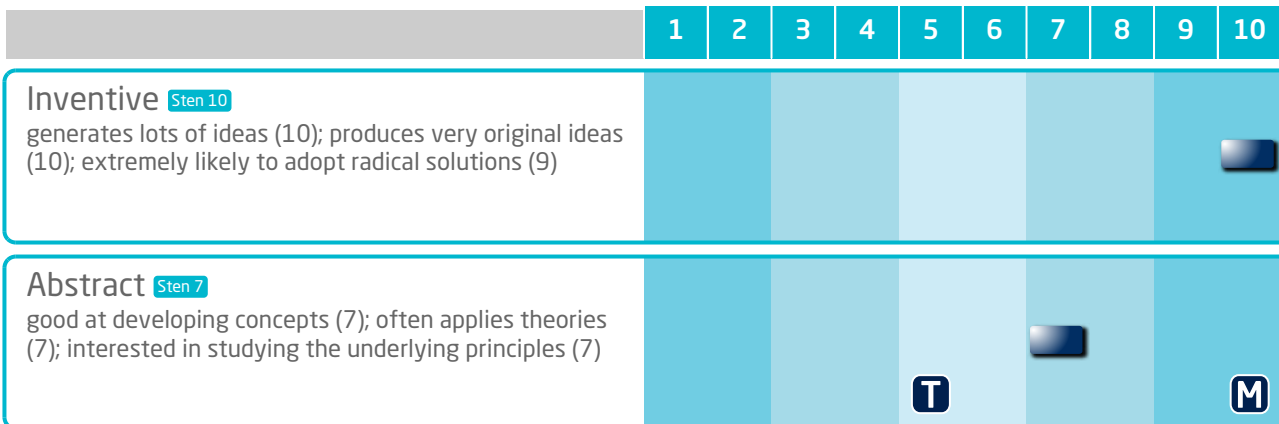 1 2 3 4 5 6 7 8 9 10
Inventive Sten 10
generates lots of ideas (10); produces very original ideas
(10); extremely likely to adopt radical solutions (9)
Abstract Sten 7
good at developing concepts (7); often applies theories
(7); interested in studying the underlying principles (7)
T M